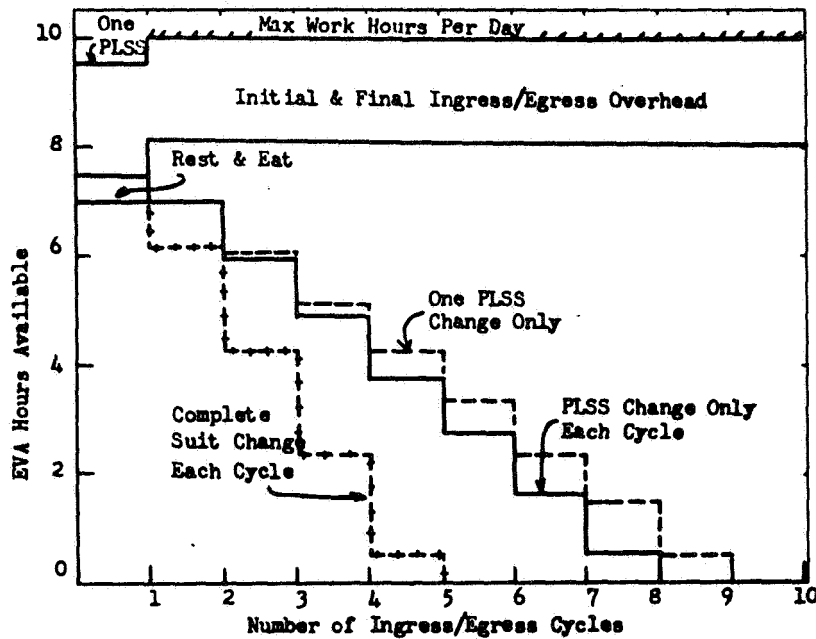 10
One
PLSS
Max Work Hours Per Day
Initial & Final Ingress/Egress Overhead
8
Rest & Eat
6
One PLSS
Change Only
4
Complete
Suit Change
Each Cycle
PLSS Change Only
Each Cycle
2
0
1 2 3 4 5 6 7 8 9 10
Number of Ingress/Egress Cycles
EVA Hours Available